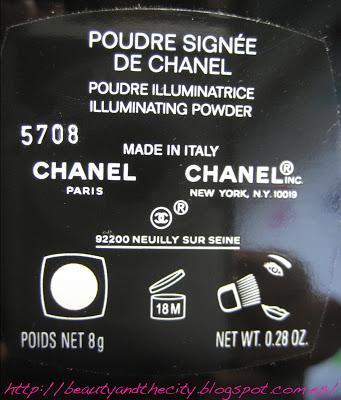 POUDRE SIGNÉE
DE CHANEL
POUDRE ILLUMINATRICE
ILLUMINATING POWDER
5708
MADE IN ITALY
CHANEL CHANEL® INC.
PARIS NEW YORK, N.Y. 10019
®
92200 NEUILLY SUR SEINE
18 M
POIDS NET 8g NET WT. 0.28 OZ.
http://beautyandthecity.blogspot.com.es/